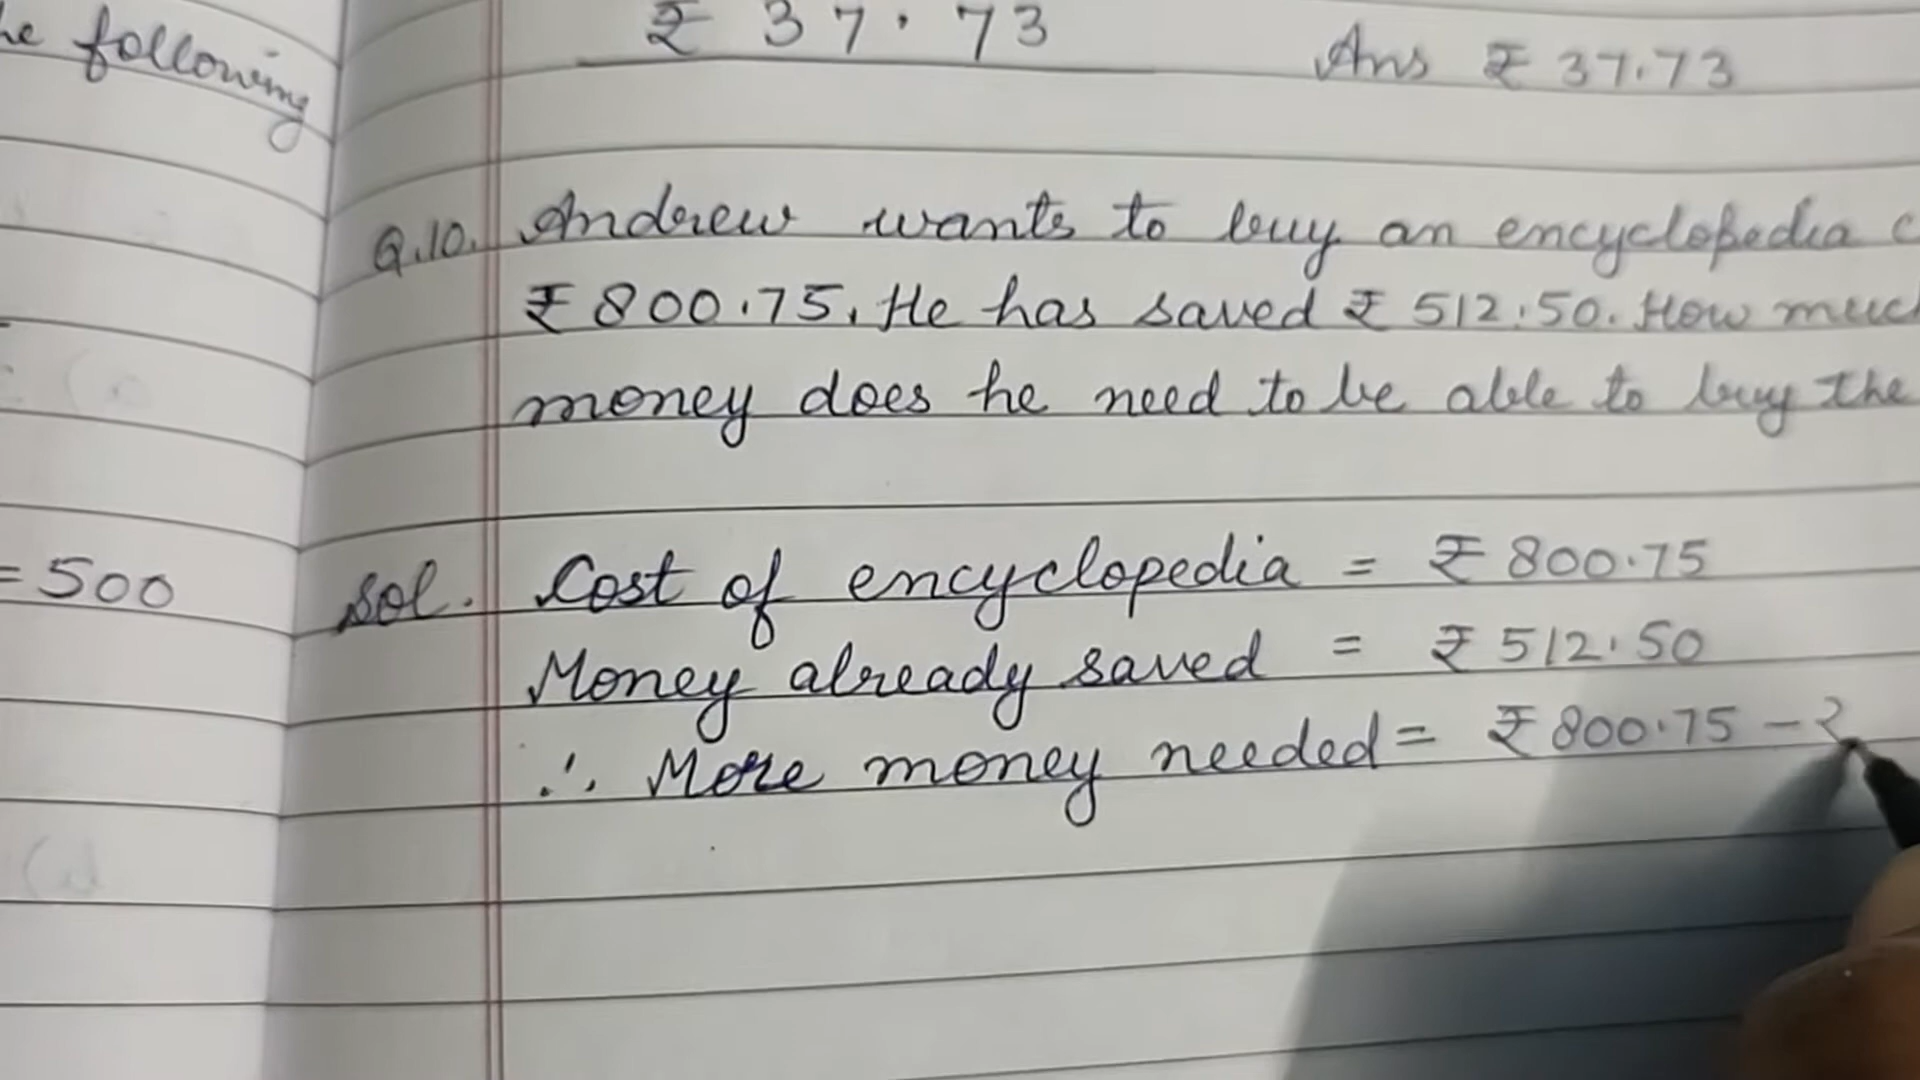 he following
= 500
₹ 37.73
Ans ₹ 37.73
Q.10. Andrew wants to buy an encyclopedia
₹ 800.75. He has saved ₹ 512.50. How much
money does he need to be able to buy the
Sol. Cost of encyclopedia = ₹ 800.75
Money already saved = ₹ 512.50
∴ More money needed = ₹ 800.75 -